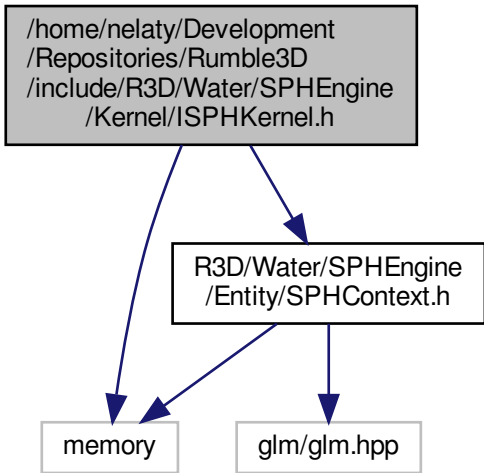 /home/nelaty/Development
/Repositories/Rumble3D
/include/R3D/Water/SPHEngine
/Kernel/ISPHKernel.h
R3D/Water/SPHEngine
/Entity/SPHContext.h
memory
glm/glm.hpp